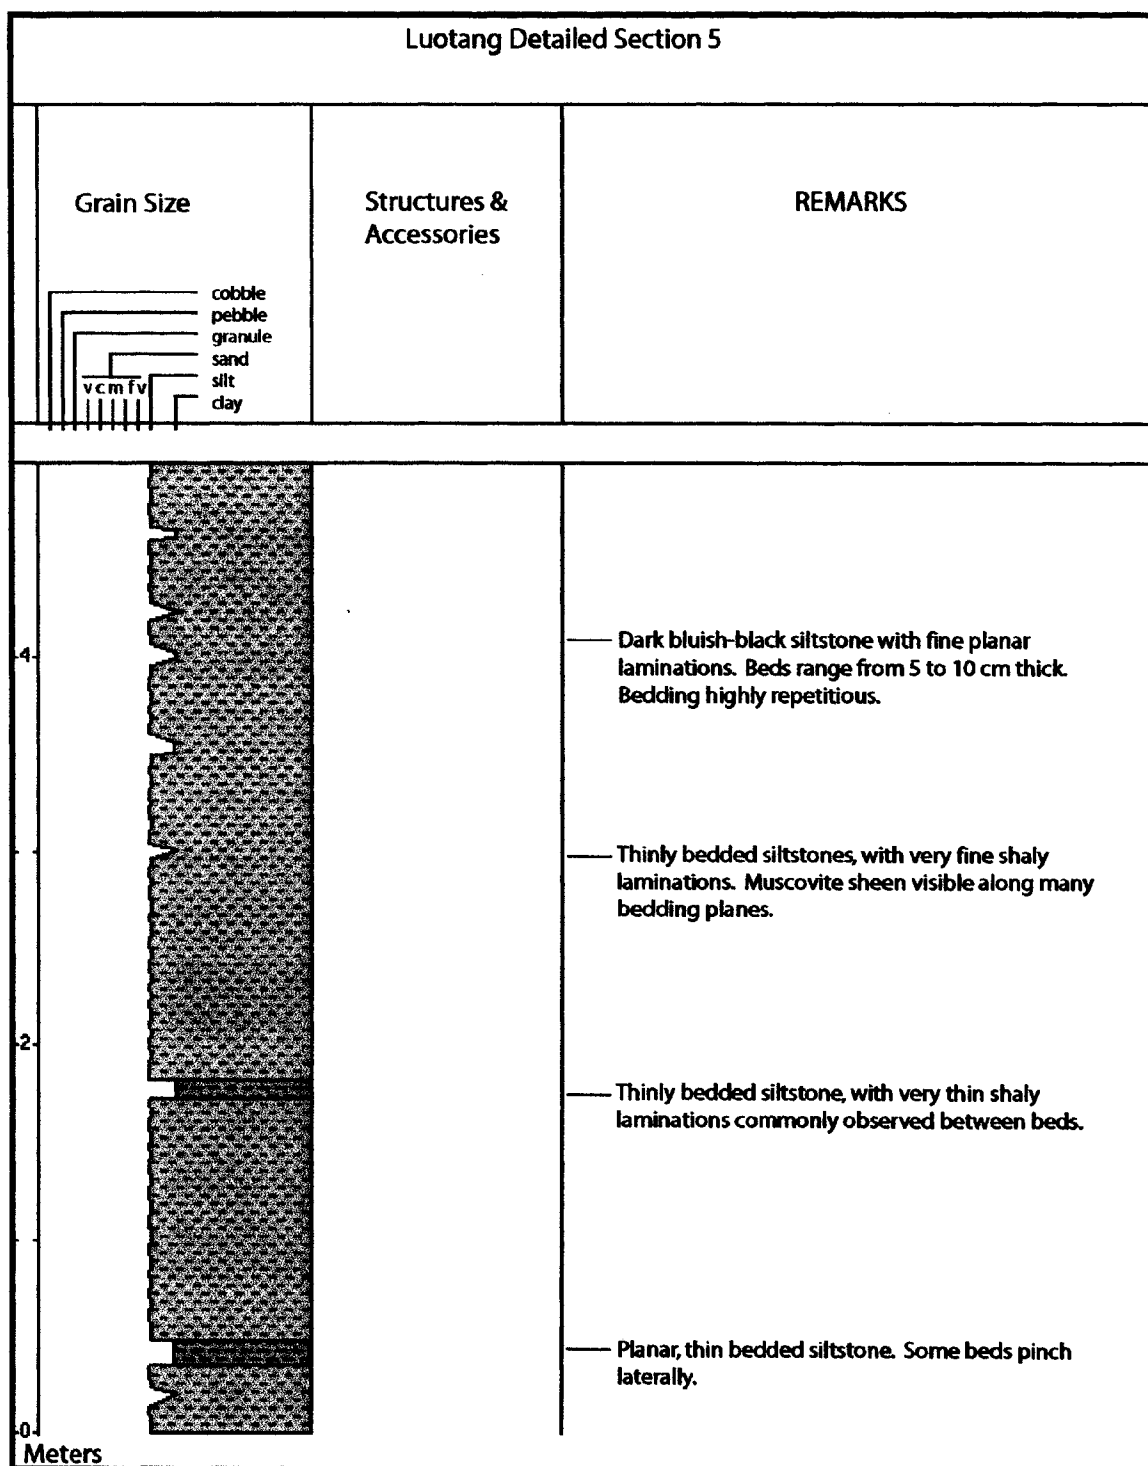 Luotang Detailed Section 5
Grain Size
Structures &
Accessories
REMARKS
cobble
pebble
granule
sand
silt
clay
v c m f v
4
Dark bluish-black siltstone with fine planar
laminations. Beds range from 5 to 10 cm thick.
Bedding highly repetitious.
Thinly bedded siltstones, with very fine shaly
laminations. Muscovite sheen visible along many
bedding planes.
2
Thinly bedded siltstone, with very thin shaly
laminations commonly observed between beds.
Planar, thin bedded siltstone. Some beds pinch
laterally.
0
Meters